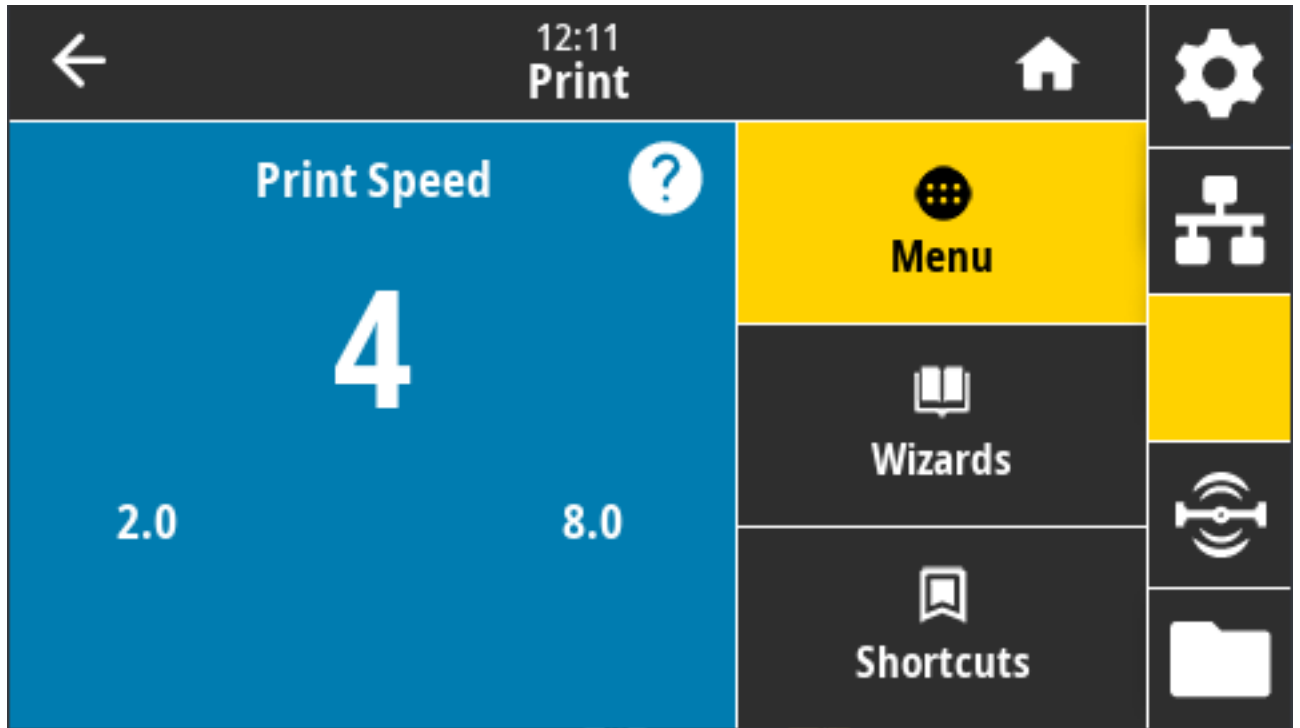 12:11
Print
Print Speed
?
4
2.0
8.0
Menu
Wizards
Shortcuts